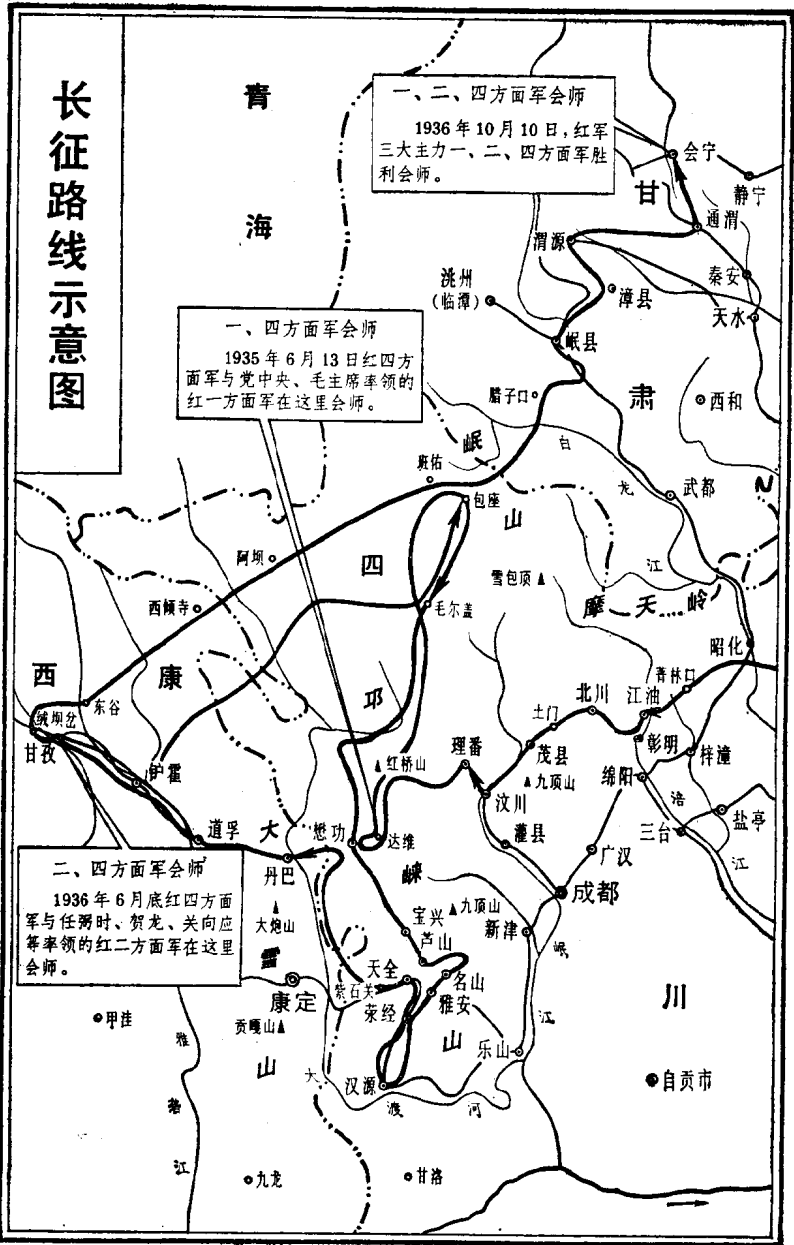 长征路线示意图
青海
一、二、四方面军会师
1936年10月10日，红军
三大主力一、二、四方面军胜
利会师。
会宁
静宁
甘肃
通渭
渭源
秦安
洮州
(临潭)
漳县
天水
岷县
一、四方面军会师
1935年6月13日红四方
面军与党中央、毛主席率领的
红一方面军在这里会师。
腊子口
西和
岷山
白龙江
班佑
武都
包座
N
阿坝
四川
雪包顶
西倾寺
毛尔盖
摩天岭
昭化
西康
东谷
邛崃山
北川
江油
绒坝岔
甘孜
土门
彰明
梓潼
红桥山
理番
茂县
九顶山
绵阳
炉霍
汶川
涪江
盐亭
道孚
大雪山
懋功
达维
灌县
三台
广汉
丹巴
二、四方面军会师
1936年6月底红四方面
军与任弼时、贺龙、关向应
等率领的红二方面军在这里
会师。
成都
大炮山
宝兴
九顶山
新津
岷江
芦山
天全
名山
紫石关
康定
荥经
雅安
甲洼
贡嘎山
乐山
雅砻江
汉源
大渡河
自贡市
九龙
甘洛